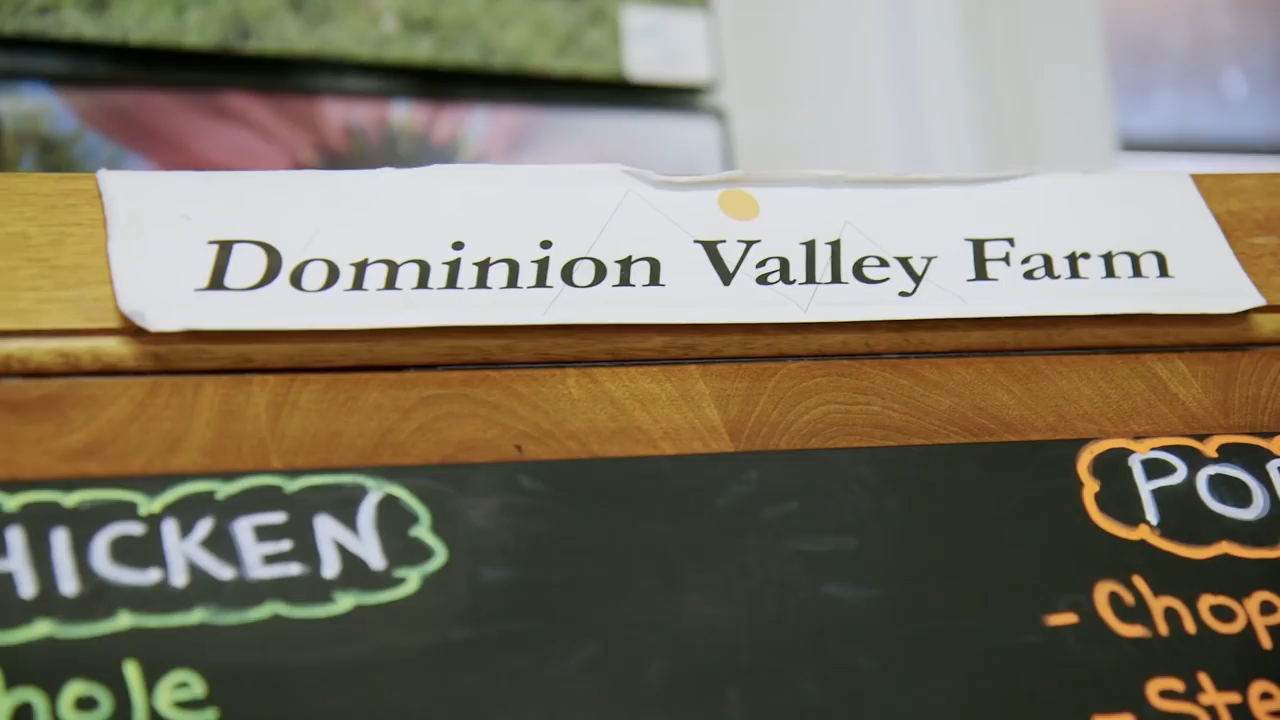 Dominion Valley Farm
HICKEN
hole
PO
- Chop
- Ste